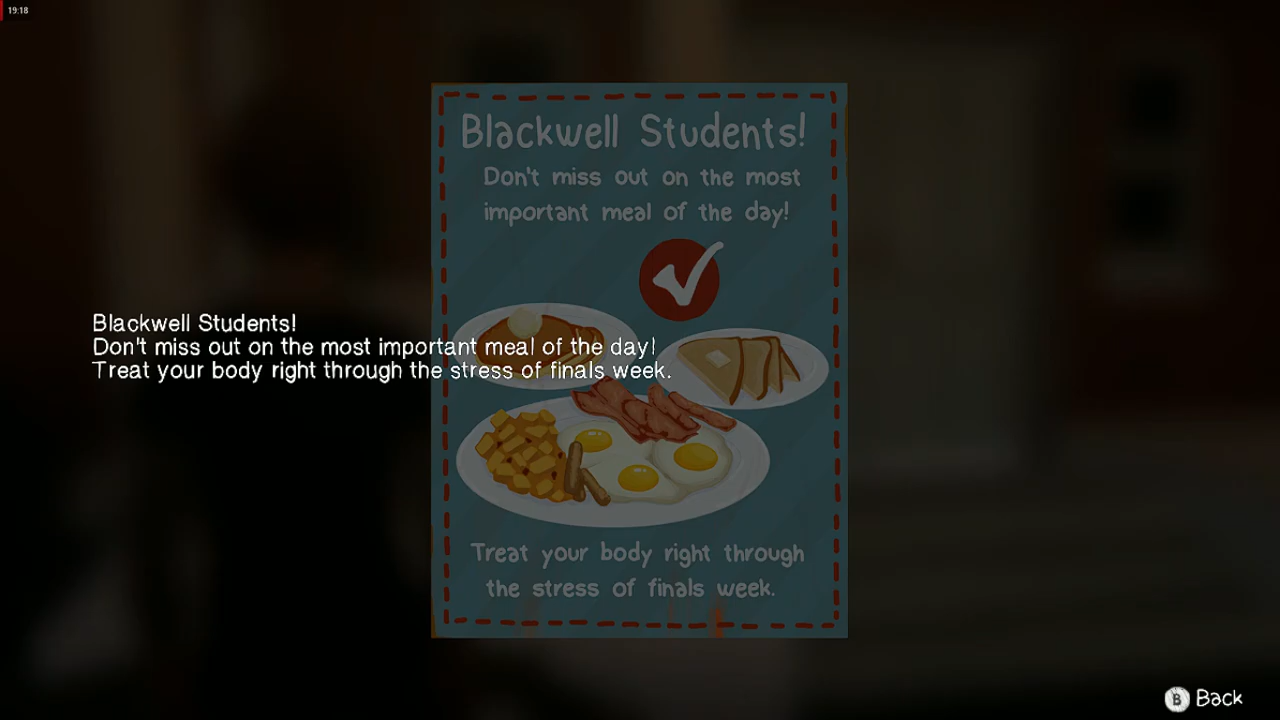 19:18
Blackwell Students!
Don't miss out on the most
important meal of the day!
Blackwell Students!
Don't miss out on the most important meal of the day!
Treat your body right through the stress of finals week.
Treat your body right through
the stress of finals week.
B Back